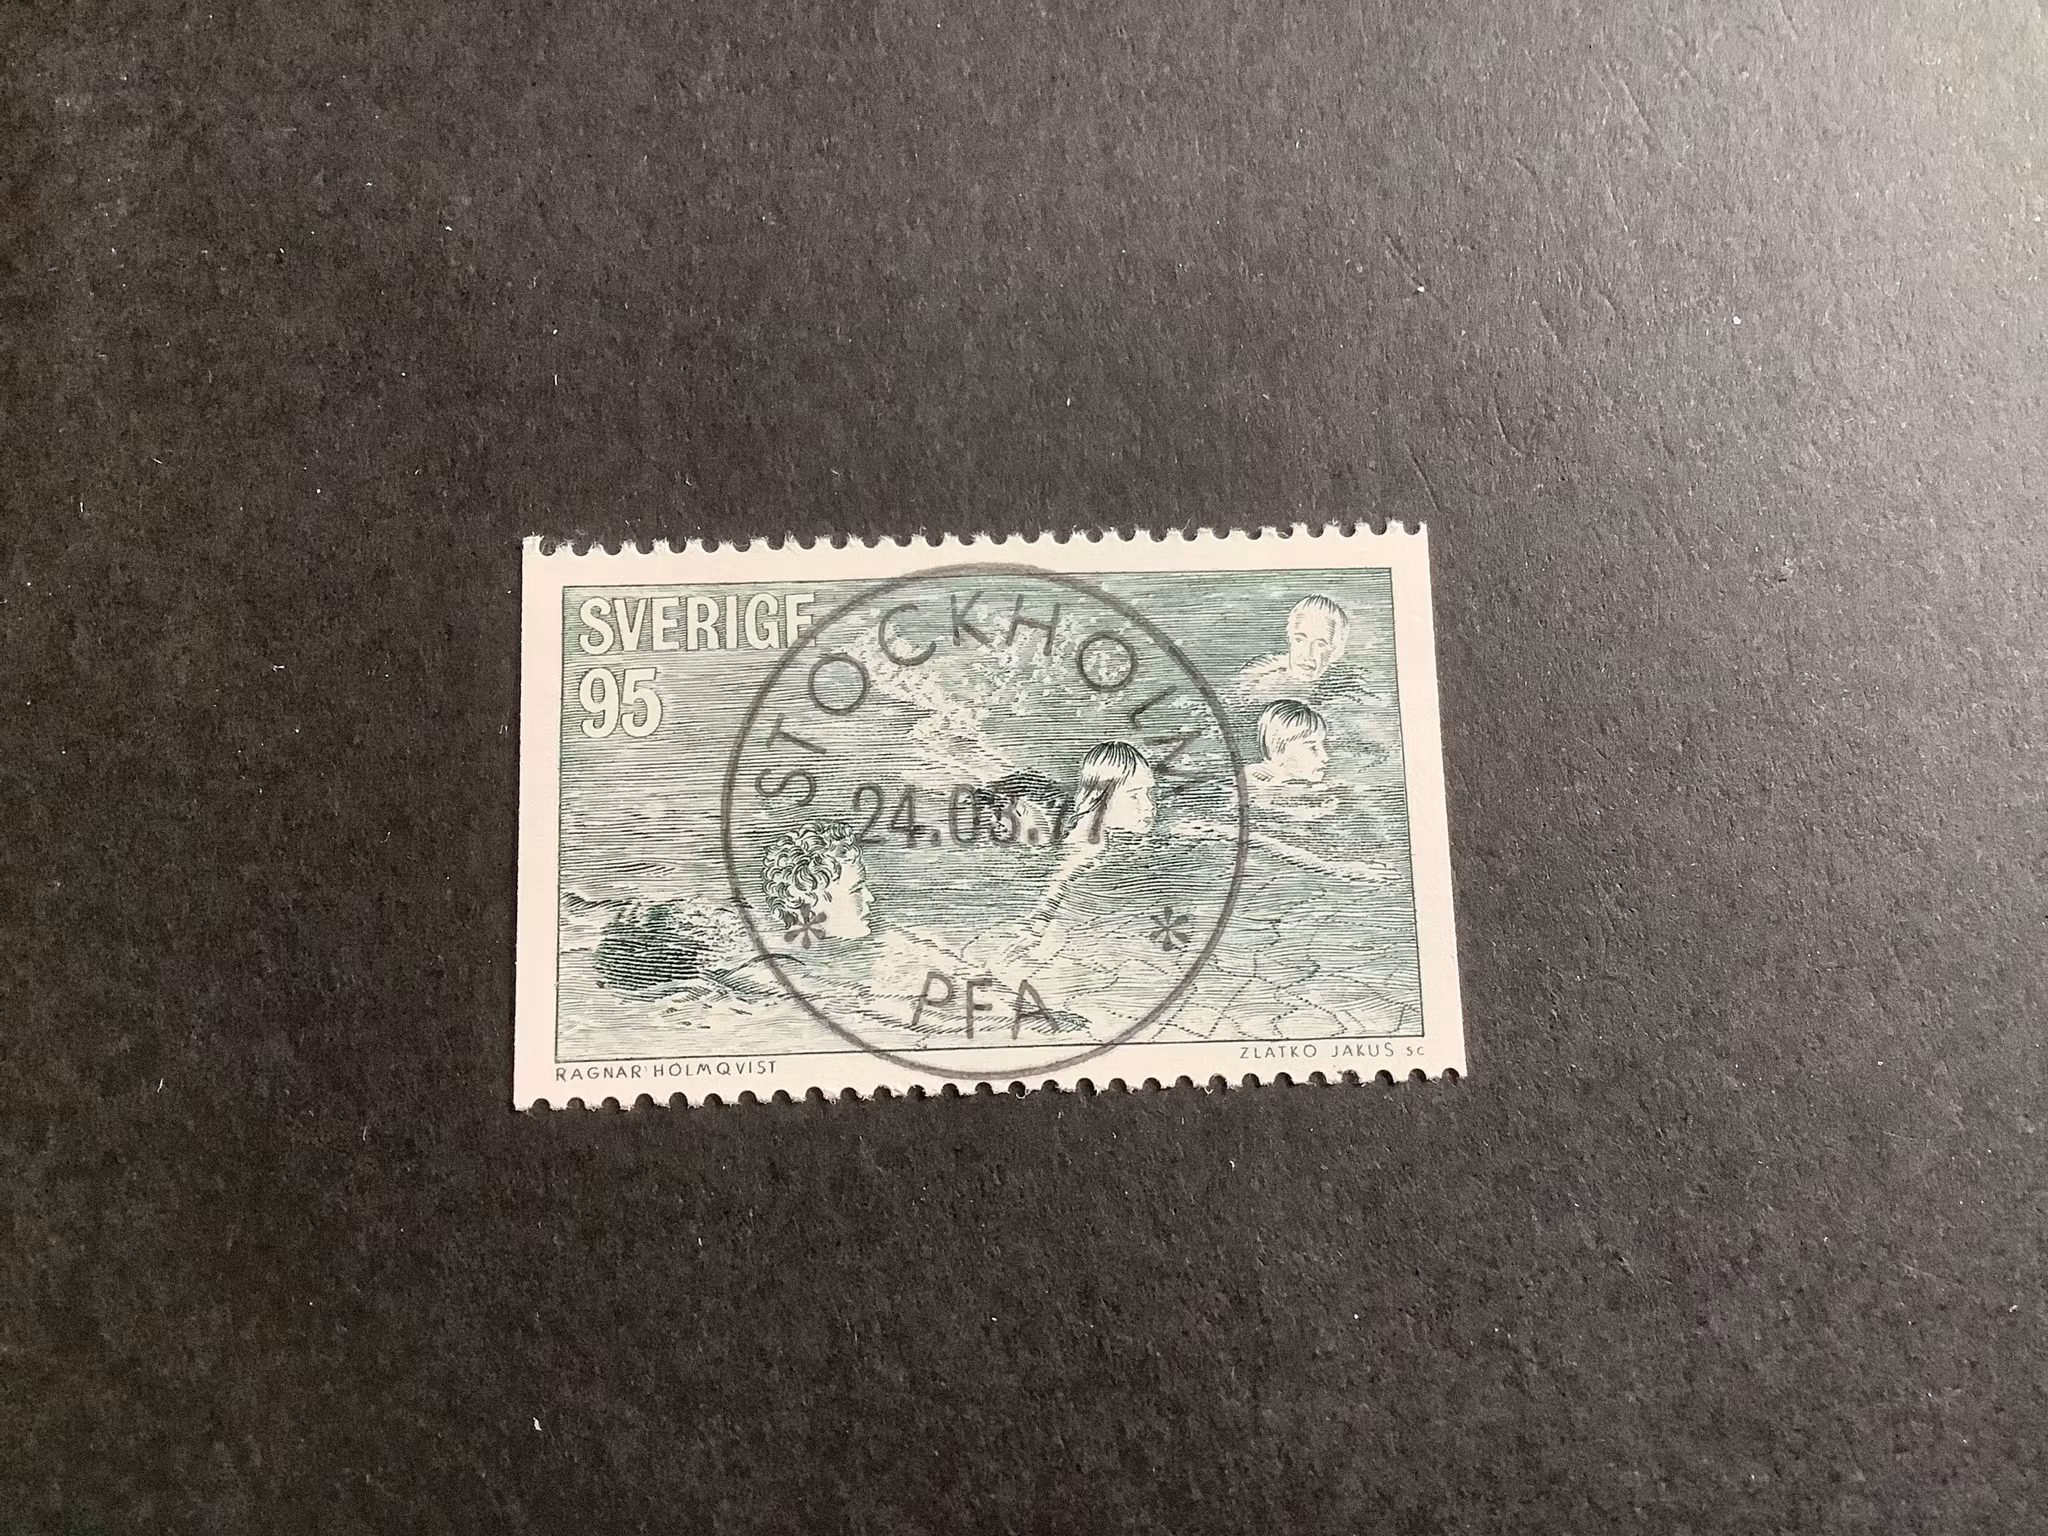 SVERIGE
95
STOCKHOLM
24.03.77
* *
PFA
RAGNAR HOLMQVIST
ZLATKO JAKUS sc